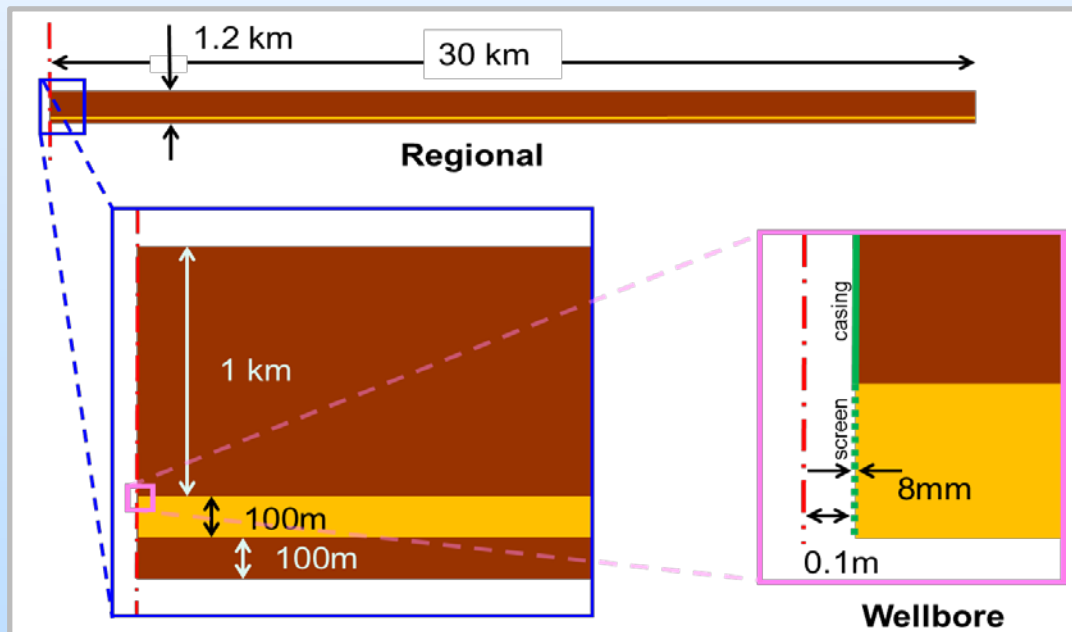 1.2 km
30 km
Regional
1 km
100m
100m
casing
screen
8mm
0.1m
Wellbore